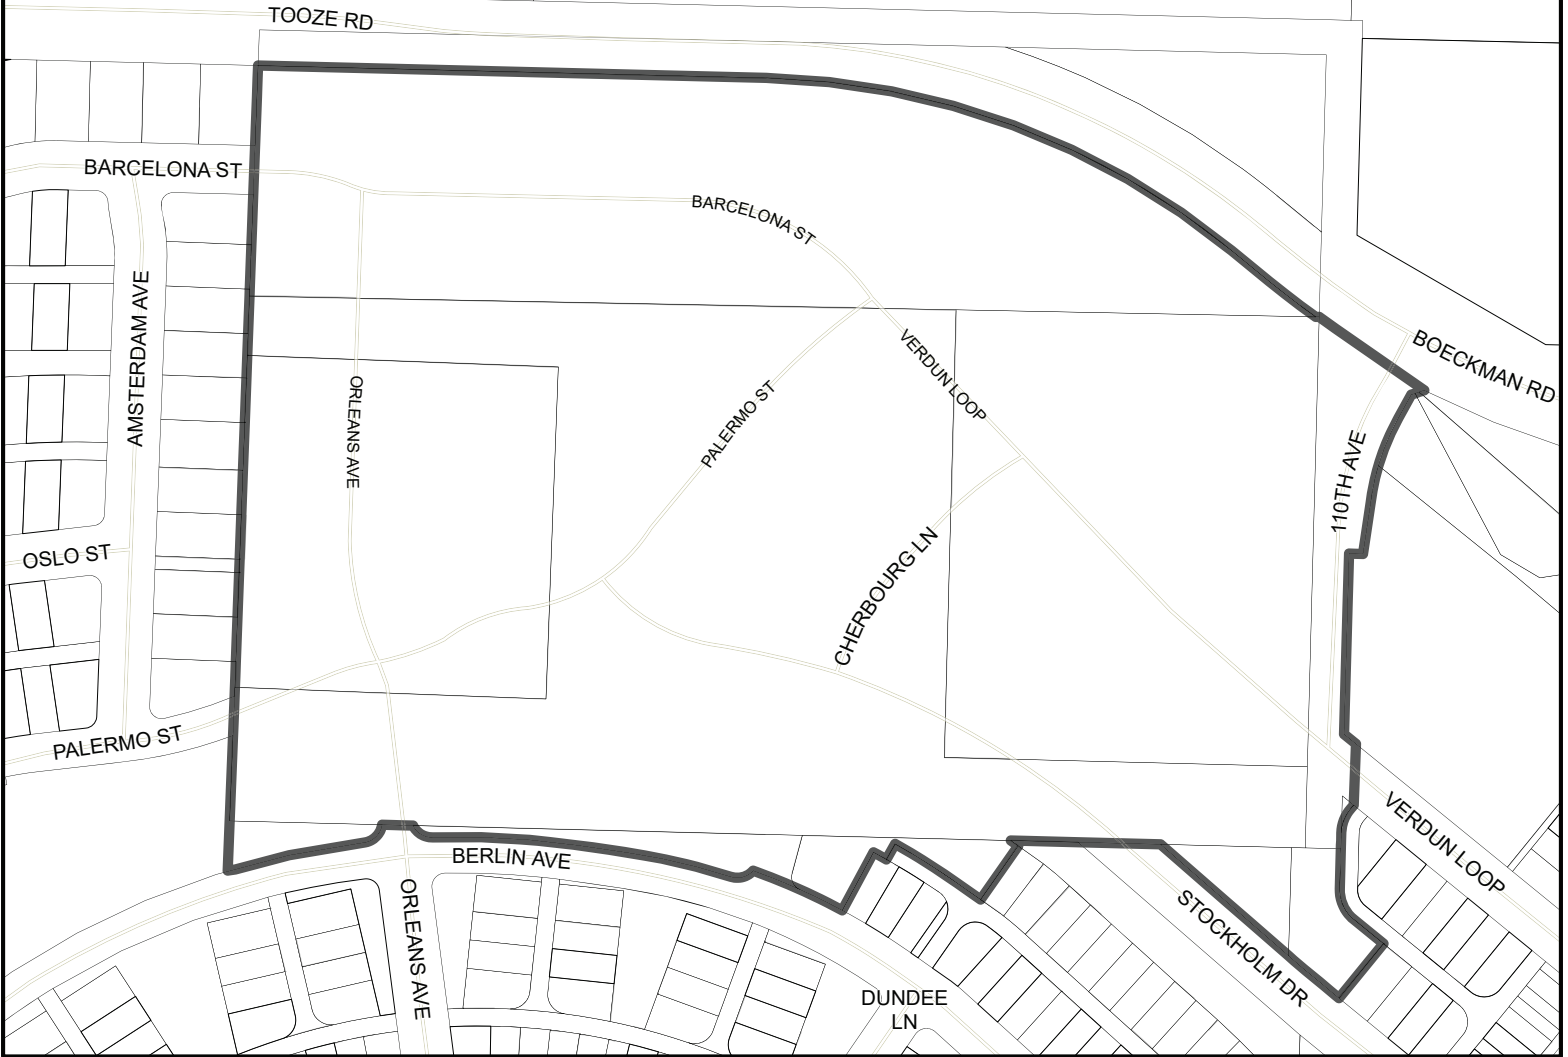 TOOZE RD
BARCELONA ST
BARCELONA ST
AMSTERDAM AVE
ORLEANS AVE
PALERMO ST
VERDUN LOOP
BOECKMAN RD
110TH AVE
OSLO ST
CHERBOURG LN
PALERMO ST
BERLIN AVE
VERDUN LOOP
ORLEANS AVE
STOCKHOLM DR
DUNDEE
LN